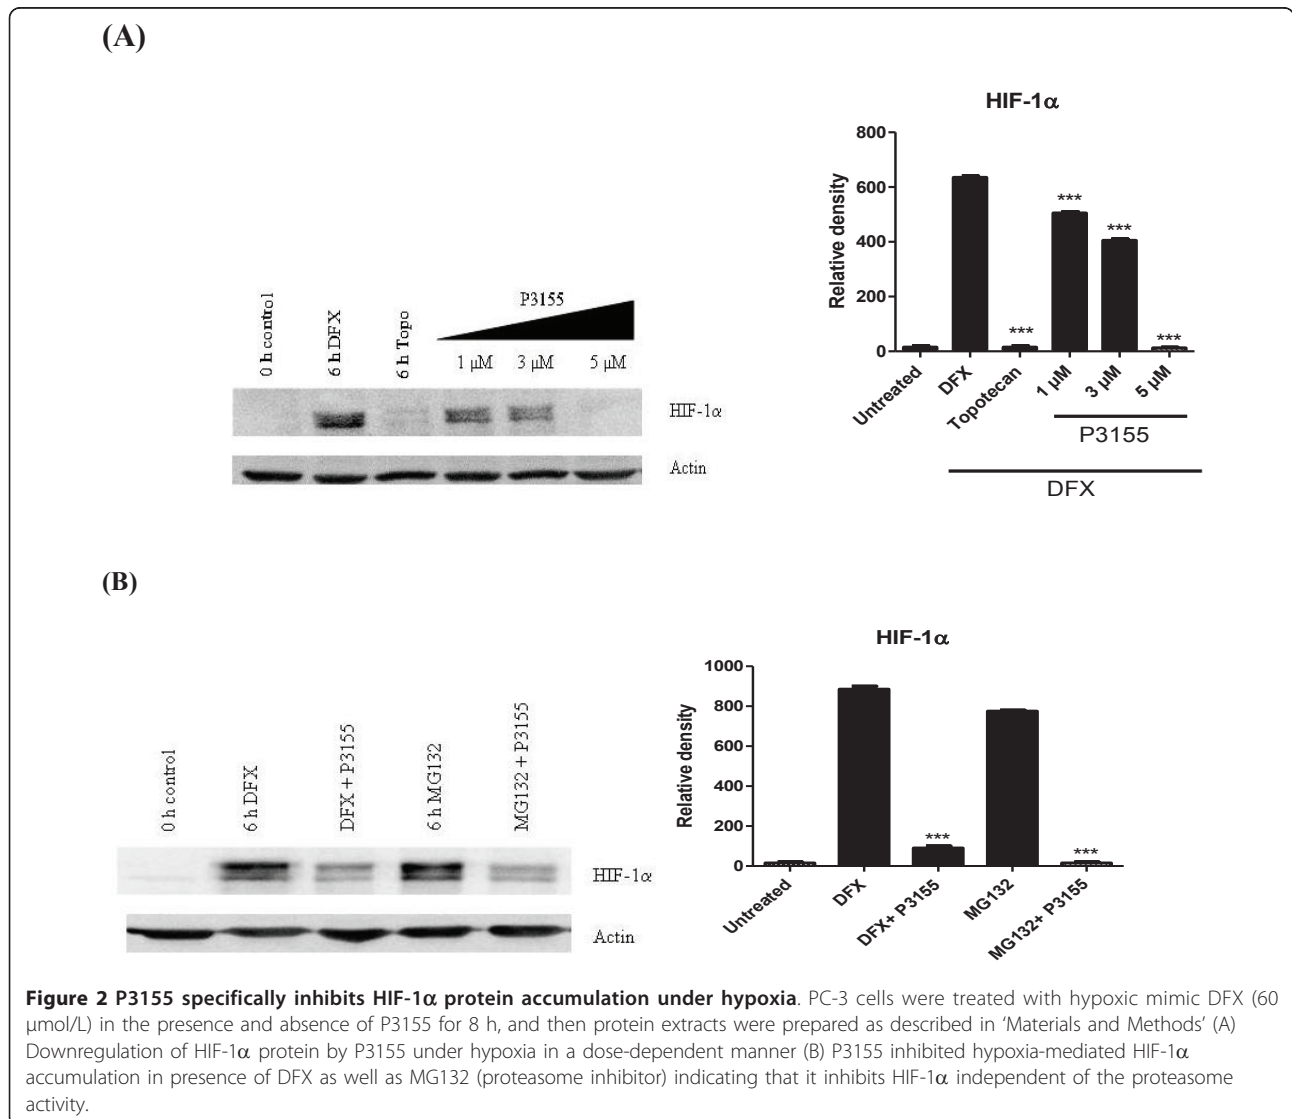 (A)
HIF-1α
800
600
400
200
0
Relative density
***
***
***
***
Untreated
DFX
Topotecan
1 µM
3 µM
5 µM
P3155
DFX
0 h control
6 h DFX
6 h Topo
P3155
1 µM
3 µM
5 µM
HIF-1α
Actin
(B)
HIF-1α
1000
800
600
400
200
0
Relative density
***
***
Untreated
DFX
DFX+ P3155
MG132
MG132+ P3155
0 h control
6 h DFX
DFX + P3155
6 h MG132
MG132 + P3155
HIF-1α
Actin
Figure 2 P3155 specifically inhibits HIF-1α protein accumulation under hypoxia. PC-3 cells were treated with hypoxic mimic DFX (60
µmol/L) in the presence and absence of P3155 for 8 h, and then protein extracts were prepared as described in ‘Materials and Methods’ (A)
Downregulation of HIF-1α protein by P3155 under hypoxia in a dose-dependent manner (B) P3155 inhibited hypoxia-mediated HIF-1α
accumulation in presence of DFX as well as MG132 (proteasome inhibitor) indicating that it inhibits HIF-1α independent of the proteasome
activity.